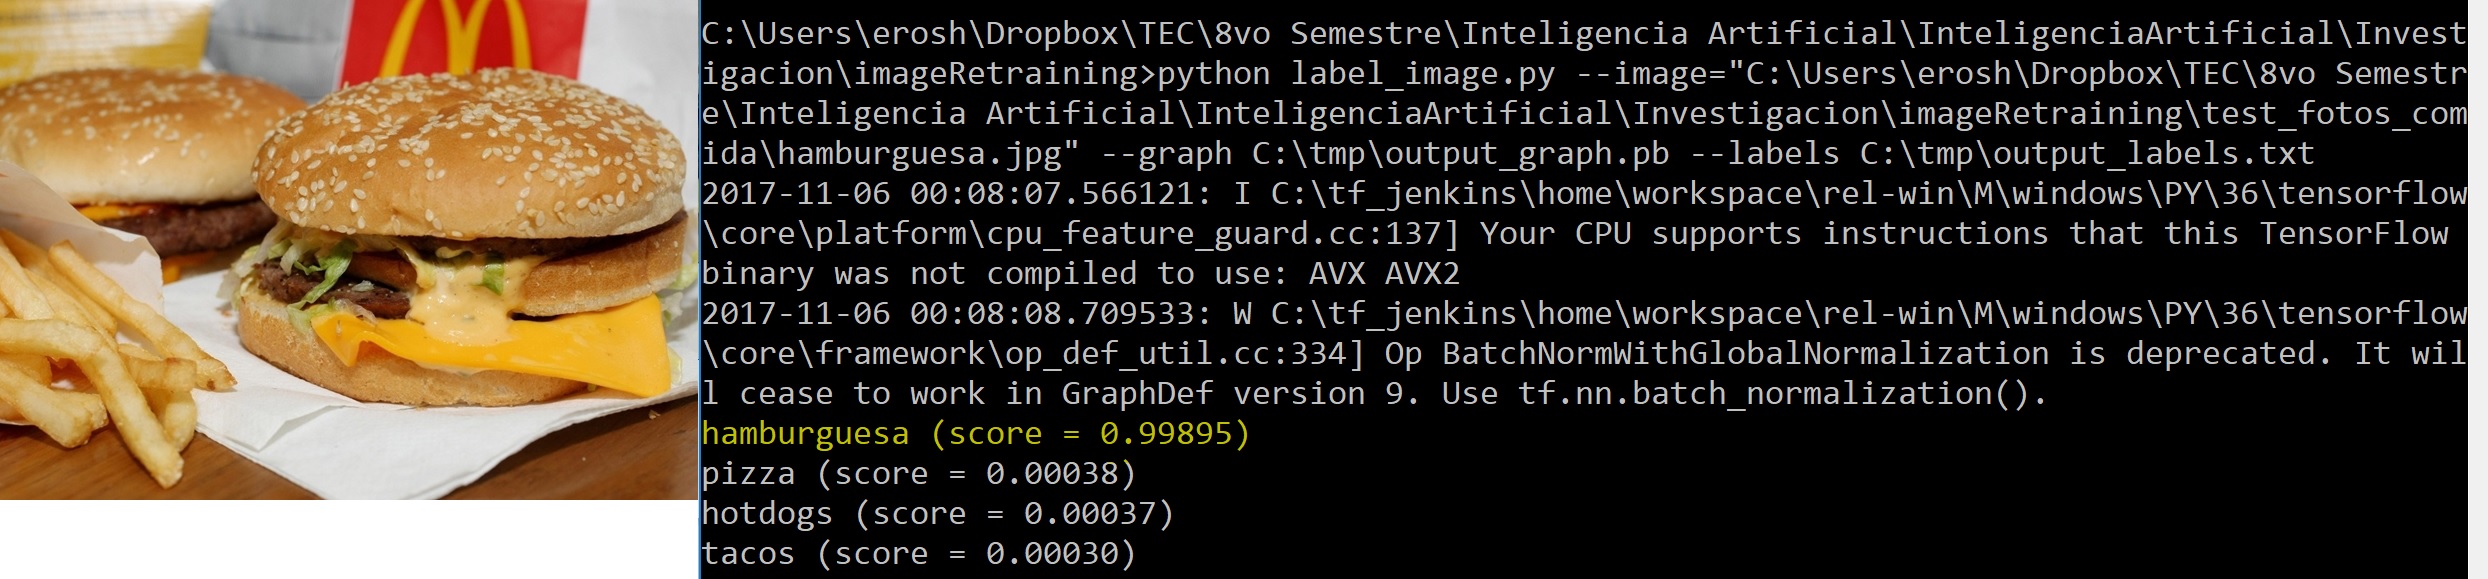 C:\Users\erosh\Dropbox\TEC\8vo Semestre\Inteligencia Artificial\InteligenciaArtificial\Invest
igacion\imageRetraining>python label_image.py --image="C:\Users\erosh\Dropbox\TEC\8vo Semestr
e\Inteligencia Artificial\InteligenciaArtificial\Investigacion\imageRetraining\test_fotos_com
ida\hamburguesa.jpg" --graph C:\tmp\output_graph.pb --labels C:\tmp\output_labels.txt
2017-11-06 00:08:07.566121: I C:\tf_jenkins\home\workspace\rel-win\M\windows\PY\36\tensorflow
\core\platform\cpu_feature_guard.cc:137] Your CPU supports instructions that this TensorFlow
binary was not compiled to use: AVX AVX2
2017-11-06 00:08:08.709533: W C:\tf_jenkins\home\workspace\rel-win\M\windows\PY\36\tensorflow
\core\framework\op_def_util.cc:334] Op BatchNormWithGlobalNormalization is deprecated. It wil
l cease to work in GraphDef version 9. Use tf.nn.batch_normalization().
hamburguesa (score = 0.99895)
pizza (score = 0.00038)
hotdogs (score = 0.00037)
tacos (score = 0.00030)